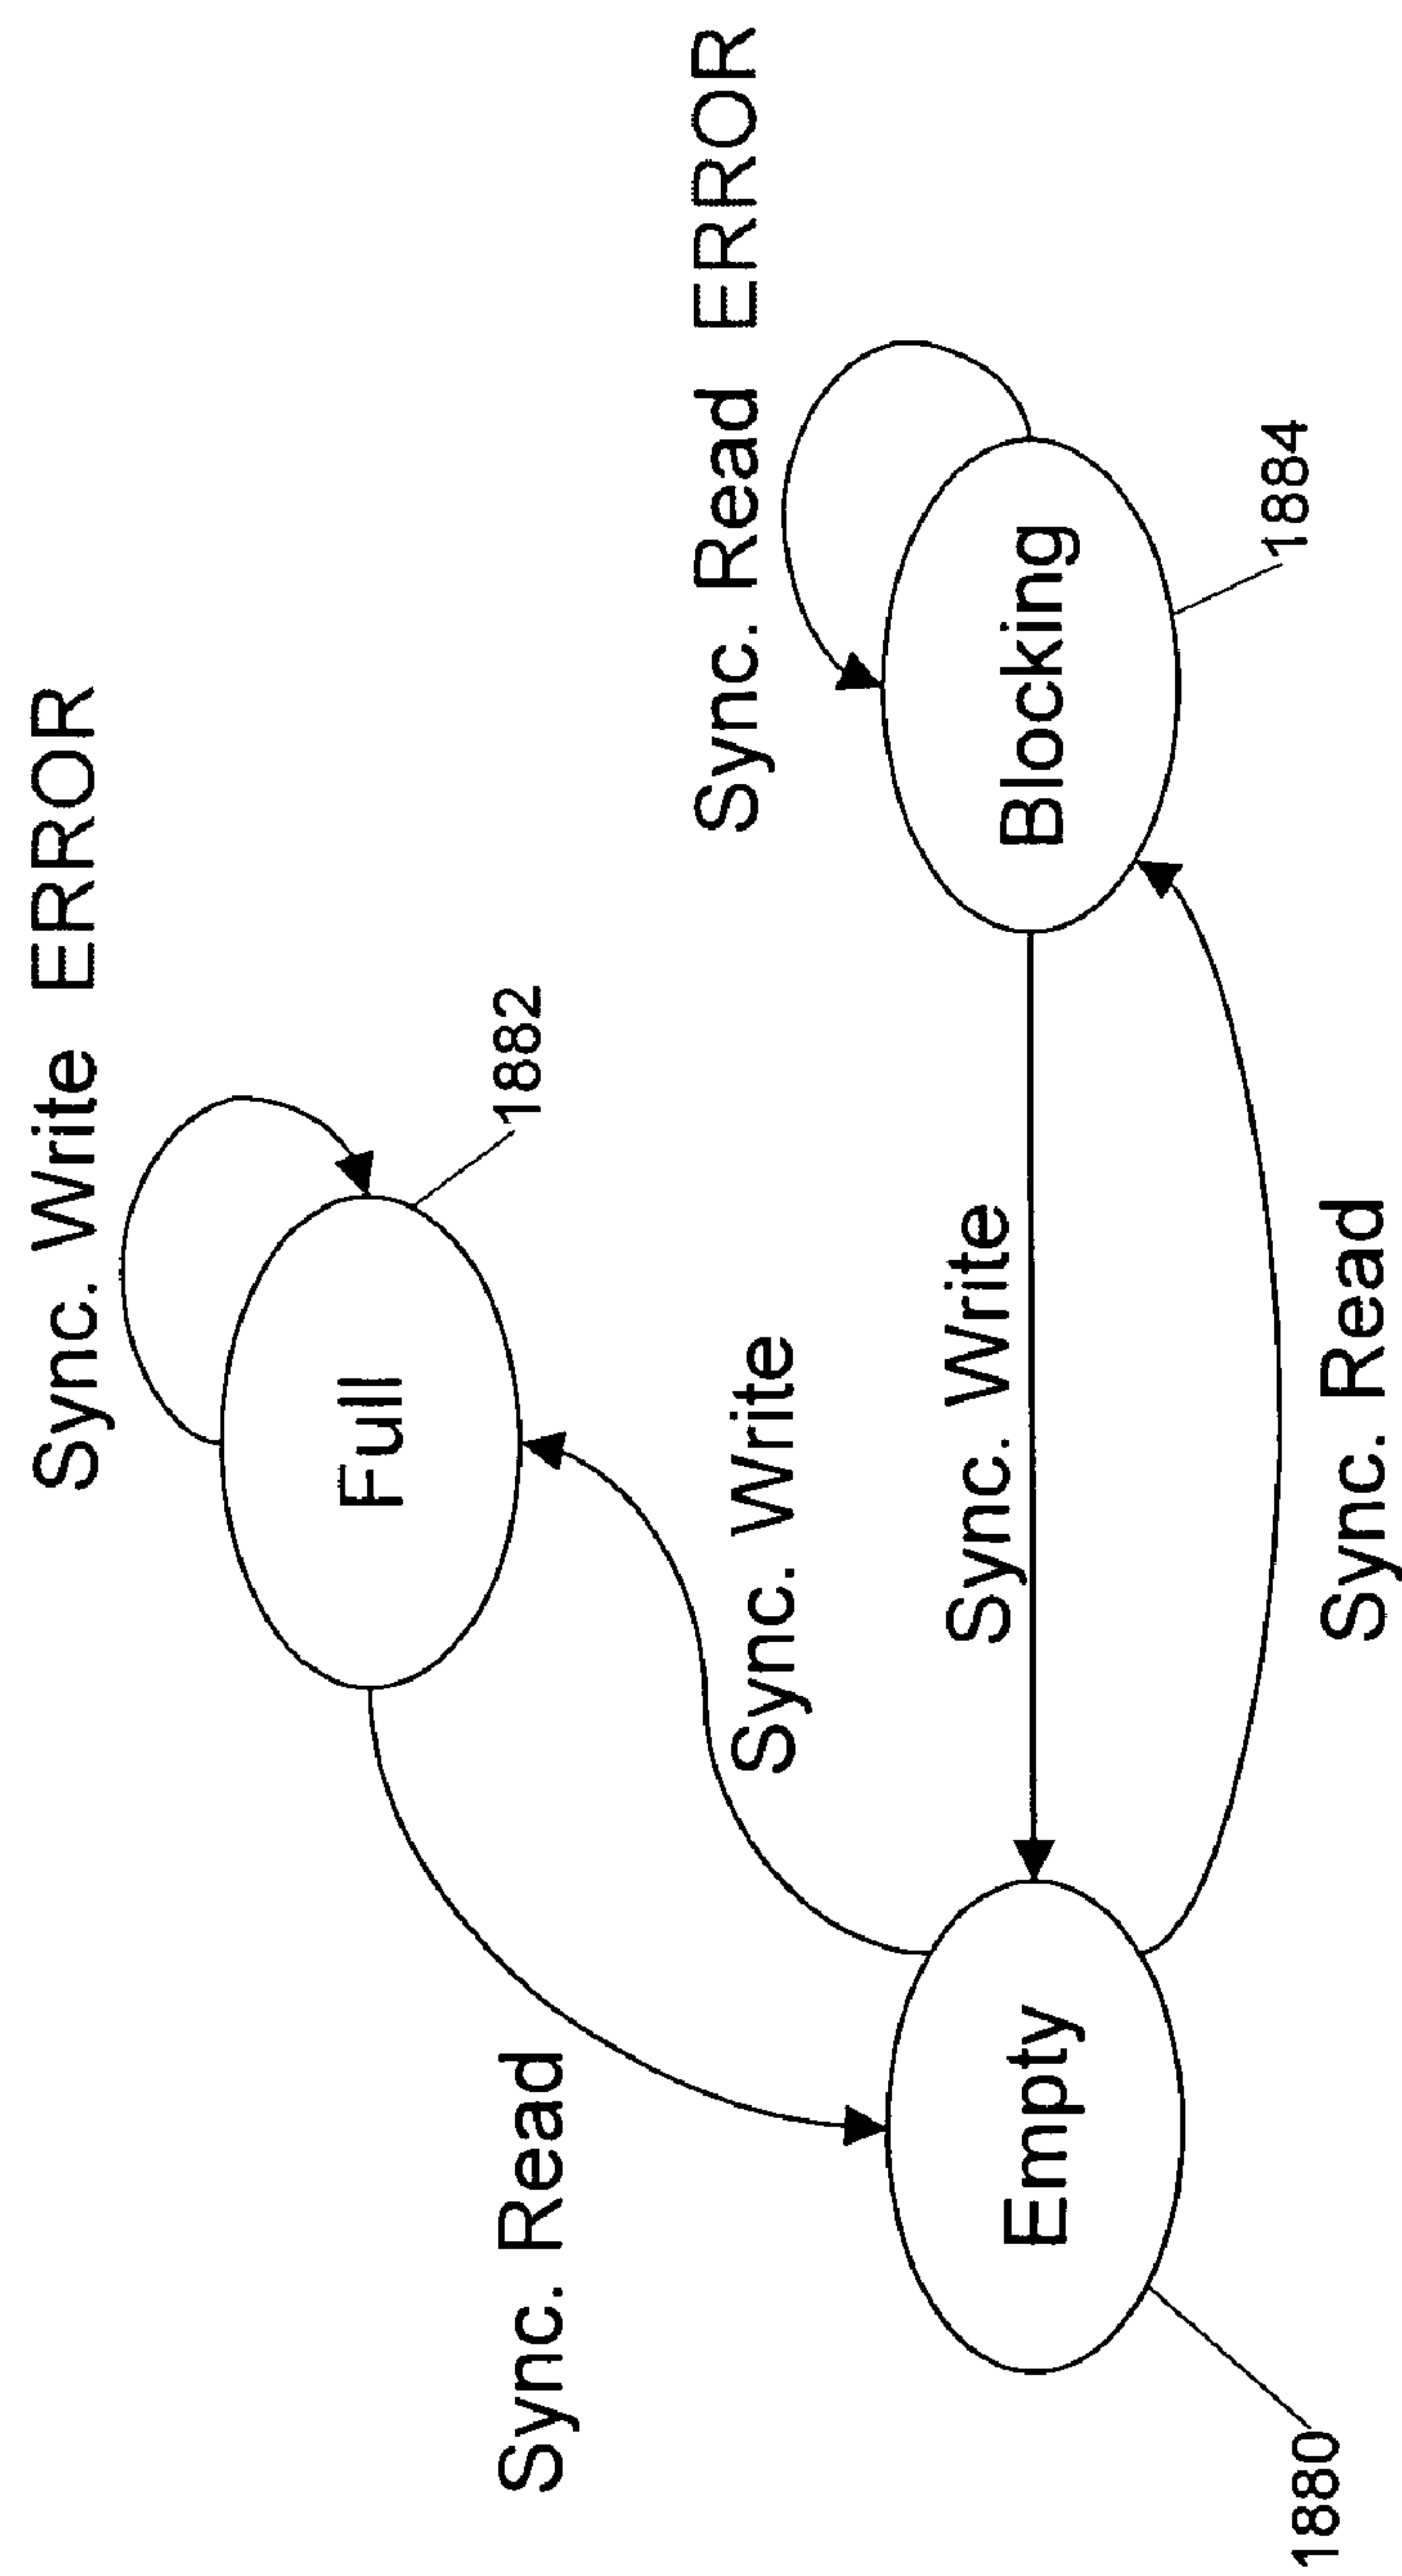 Sync. Write ERROR
1882
Full
Sync. Read
Sync. Write
Sync. Read ERROR
Sync. Write
Empty
Blocking
1884
1880
Sync. Read